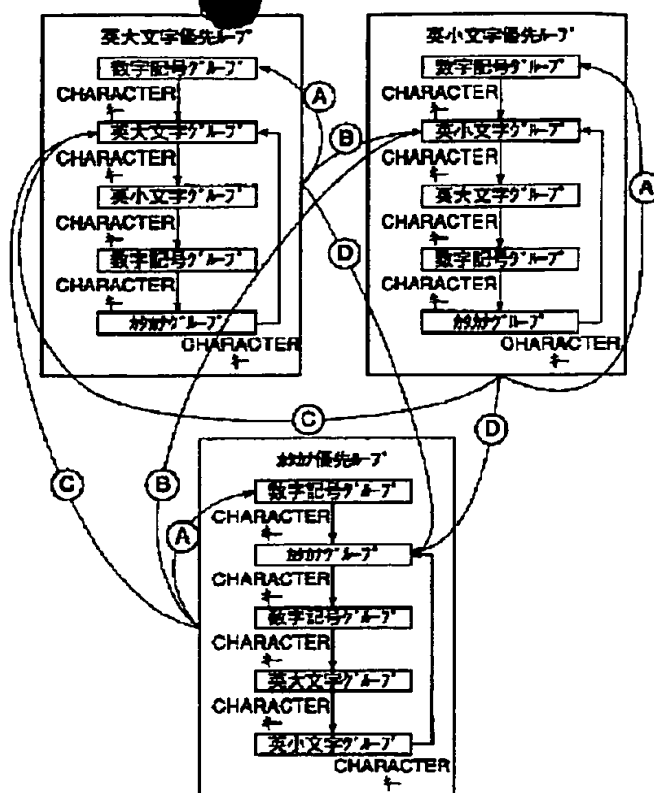 英大文字優先ループ
数字記号グループ
CHARACTER
キー
英大文字グループ
CHARACTER
キー
英小文字グループ
CHARACTER
キー
数字記号グループ
CHARACTER
キー
カタカナグループ
CHARACTER
キー
英小文字優先ループ
数字記号グループ
CHARACTER
キー
英小文字グループ
CHARACTER
キー
英大文字グループ
CHARACTER
キー
数字記号グループ
CHARACTER
キー
カタカナグループ
CHARACTER
キー
A
B
D
A
C
D
C
B
A
カタカナ優先ループ
数字記号グループ
CHARACTER
キー
カタカナグループ
CHARACTER
キー
数字記号グループ
CHARACTER
キー
英大文字グループ
CHARACTER
キー
英小文字グループ
CHARACTER
キー